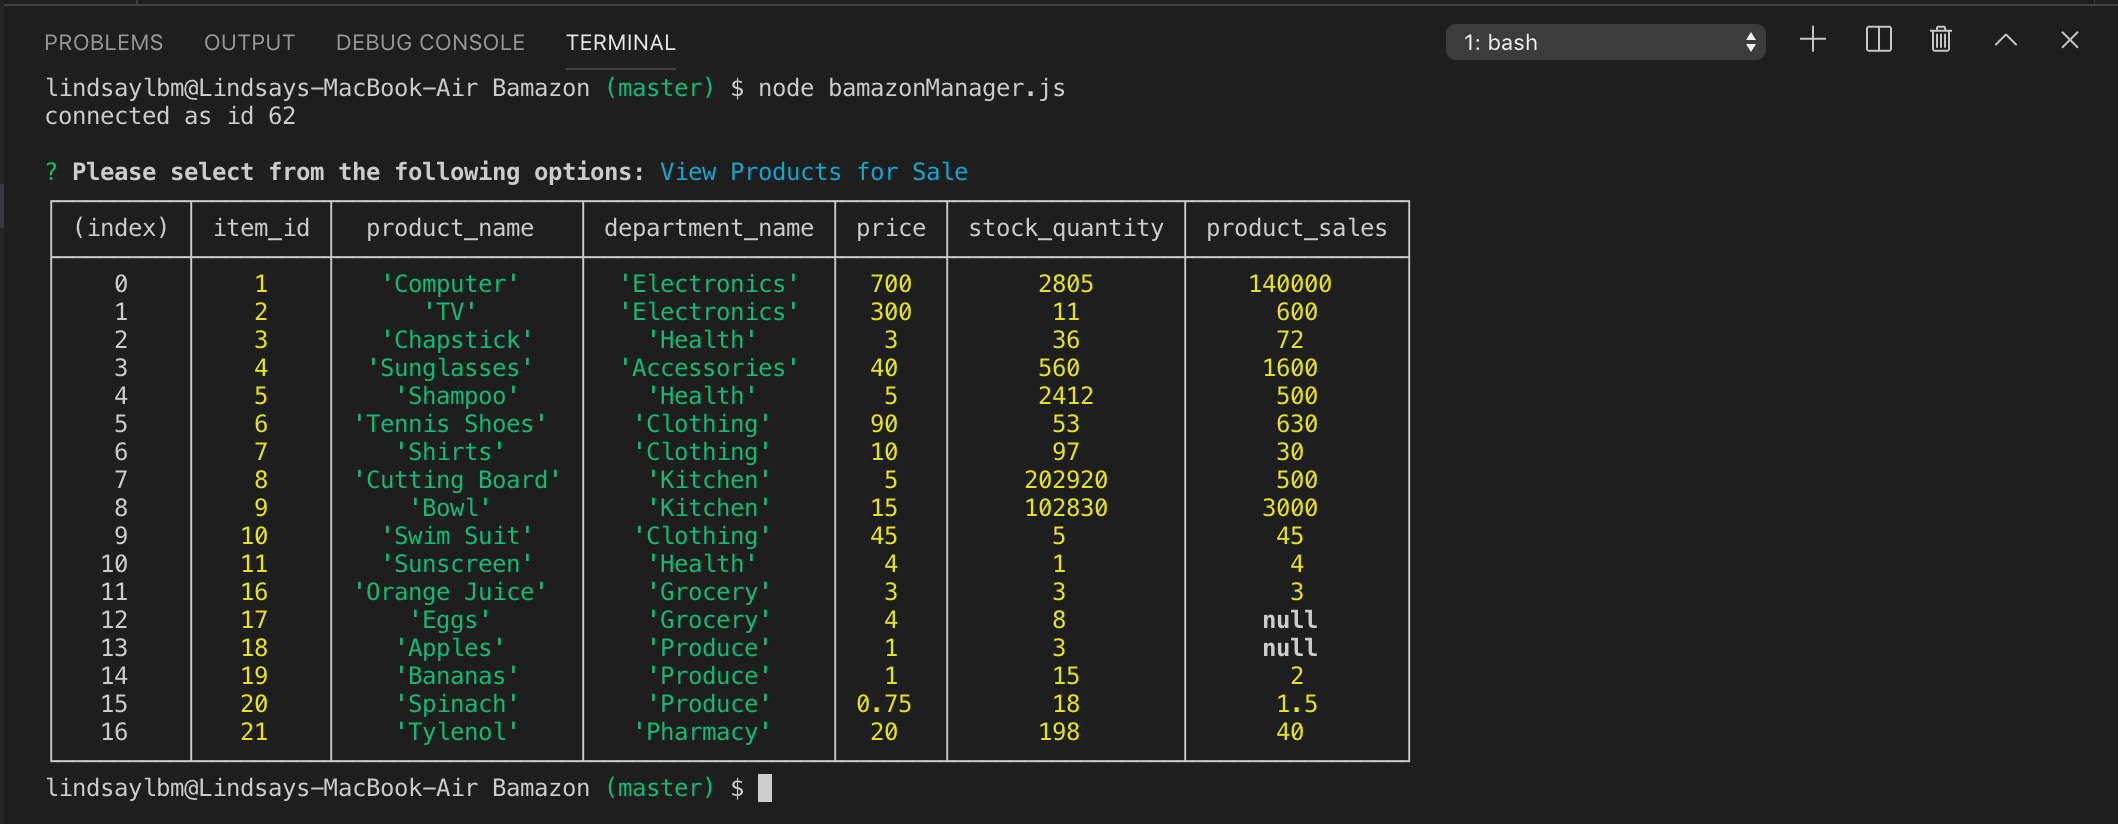 PROBLEMS OUTPUT DEBUG CONSOLE TERMINAL 1: bash
lindsaylbm@Lindsays-MacBook-Air Bamazon (master) $ node bamazonManager.js
connected as id 62
? Please select from the following options: View Products for Sale
(index) item_id product_name department_name price stock_quantity product_sales
0 1 'Computer' 'Electronics' 700 2805 140000
1 2 'TV' 'Electronics' 300 11 600
2 3 'Chapstick' 'Health' 3 36 72
3 4 'Sunglasses' 'Accessories' 40 560 1600
4 5 'Shampoo' 'Health' 5 2412 500
5 6 'Tennis Shoes' 'Clothing' 90 53 630
6 7 'Shirts' 'Clothing' 10 97 30
7 8 'Cutting Board' 'Kitchen' 5 202920 500
8 9 'Bowl' 'Kitchen' 15 102830 3000
9 10 'Swim Suit' 'Clothing' 45 5 45
10 11 'Sunscreen' 'Health' 4 1 4
11 16 'Orange Juice' 'Grocery' 3 3 3
12 17 'Eggs' 'Grocery' 4 8 null
13 18 'Apples' 'Produce' 1 3 null
14 19 'Bananas' 'Produce' 1 15 2
15 20 'Spinach' 'Produce' 0.75 18 1.5
16 21 'Tylenol' 'Pharmacy' 20 198 40
lindsaylbm@Lindsays-MacBook-Air Bamazon (master) $